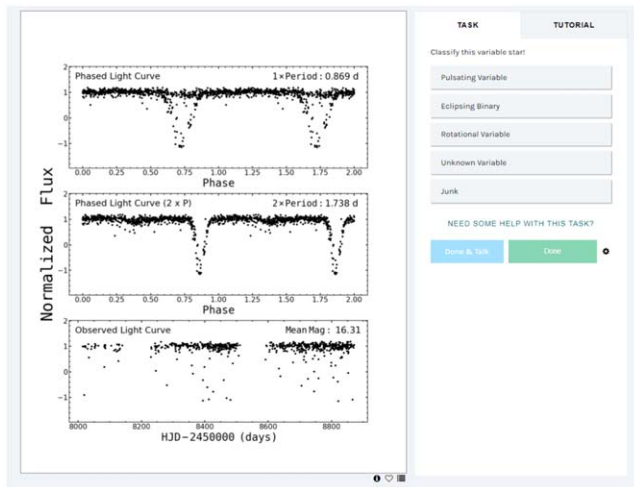 TASK
TUTORIAL
Classify this variable star!
Pulsating Variable
Eclipsing Binary
Rotational Variable
Unknown Variable
Junk
NEED SOME HELP WITH THIS TASK?
Done & Talk
Done
Normalized Flux
Phased Light Curve
1×Period : 0.869 d
2
1
0
−1
0.00 0.25 0.50 0.75 1.00 1.25 1.50 1.75 2.00
Phase
Phased Light Curve (2 x P)
2×Period : 1.738 d
2
1
0
−1
0.00 0.25 0.50 0.75 1.00 1.25 1.50 1.75 2.00
Phase
Observed Light Curve
Mean Mag : 16.31
2
1
0
−1
8000 8200 8400 8600 8800
HJD−2450000 (days)